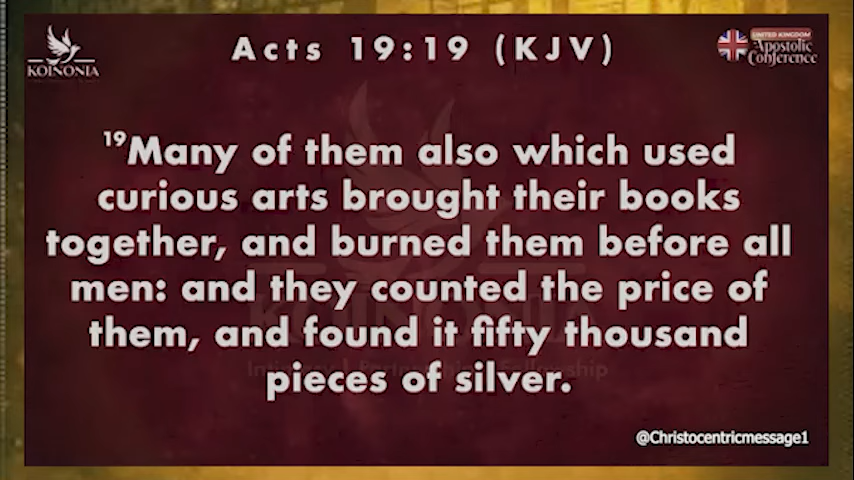 KOINONIA
Acts 19:19 (KJV)
UNITED KINGDOM
Apostolic
Conference
19Many of them also which used
curious arts brought their books
together, and burned them before all
men: and they counted the price of
them, and found it fifty thousand
pieces of silver.
KOINONIA
@Christocentricmessage1